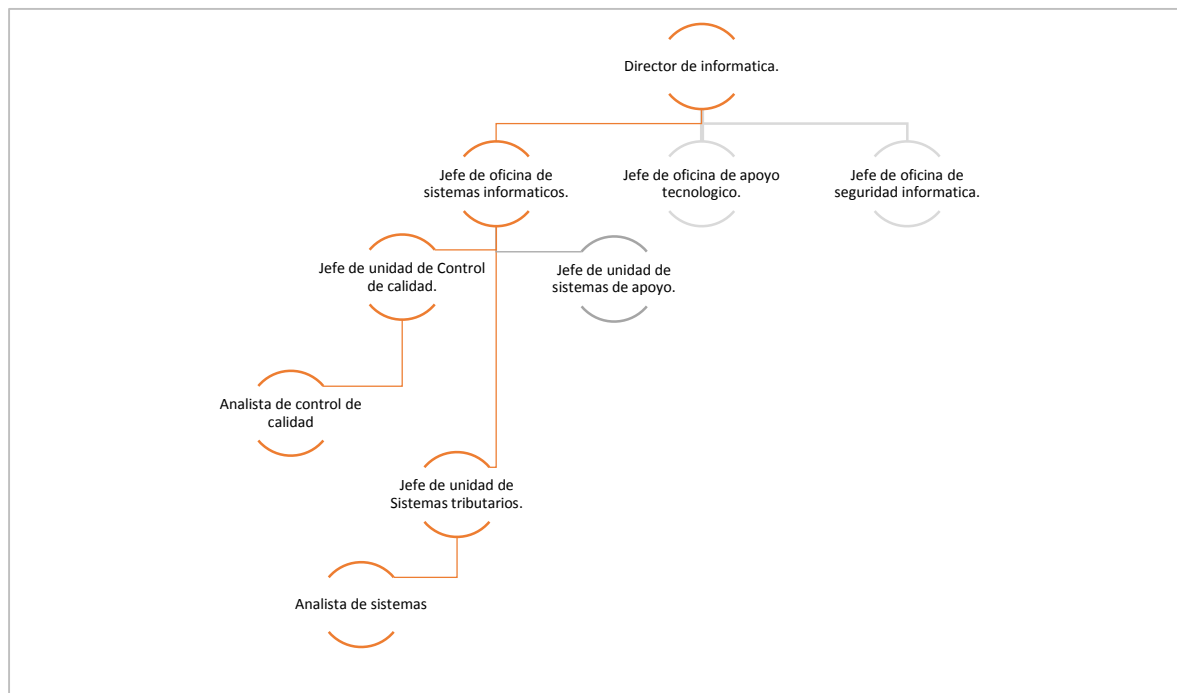 Director de informatica.
Jefe de oficina de
sistemas informaticos.
Jefe de oficina de apoyo
tecnologico.
Jefe de oficina de
seguridad informatica.
Jefe de unidad de Control
de calidad.
Jefe de unidad de
sistemas de apoyo.
Analista de control de
calidad
Jefe de unidad de
Sistemas tributarios.
Analista de sistemas